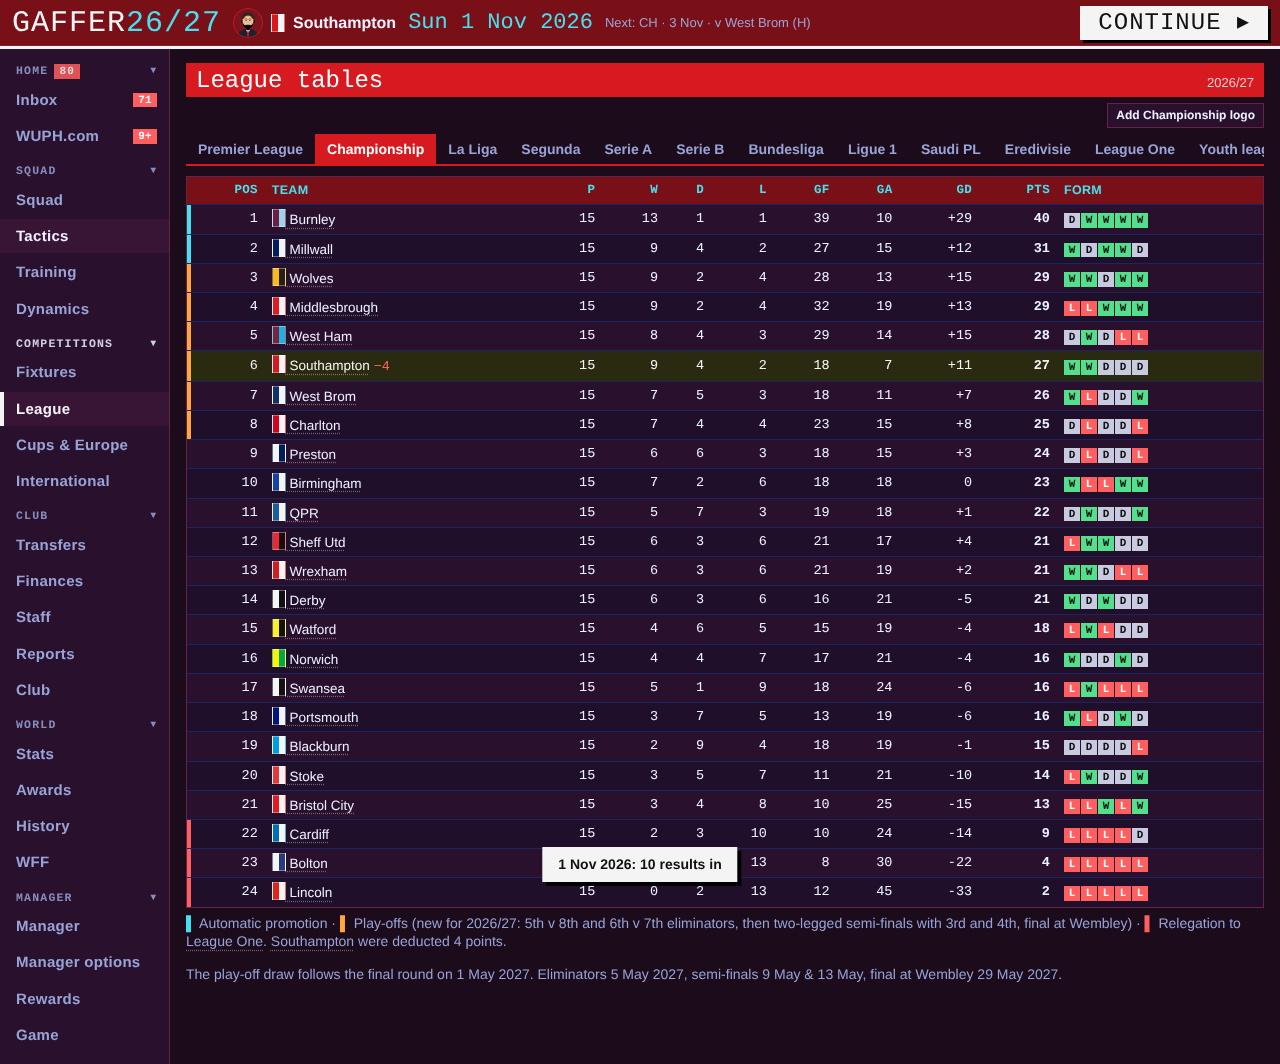 GAFFER26/27 Southampton Sun 1 Nov 2026 Next: CH · 3 Nov · v West Brom (H) CONTINUE ►
HOME 80 ▼
Inbox 71
WUPH.com 9+
SQUAD ▼
Squad
Tactics
Training
Dynamics
COMPETITIONS ▼
Fixtures
League
Cups & Europe
International
CLUB ▼
Transfers
Finances
Staff
Reports
Club
WORLD ▼
Stats
Awards
History
WFF
MANAGER ▼
Manager
Manager options
Rewards
Game
League tables 2026/27
Add Championship logo
Premier League Championship La Liga Segunda Serie A Serie B Bundesliga Ligue 1 Saudi PL Eredivisie League One Youth leag
POS TEAM P W D L GF GA GD PTS FORM
1 Burnley 15 13 1 1 39 10 +29 40 D W W W W
2 Millwall 15 9 4 2 27 15 +12 31 W D W W D
3 Wolves 15 9 2 4 28 13 +15 29 W W D W W
4 Middlesbrough 15 9 2 4 32 19 +13 29 L L W W W
5 West Ham 15 8 4 3 29 14 +15 28 D W D L L
6 Southampton −4 15 9 4 2 18 7 +11 27 W W D D D
7 West Brom 15 7 5 3 18 11 +7 26 W L D D W
8 Charlton 15 7 4 4 23 15 +8 25 D L D D L
9 Preston 15 6 6 3 18 15 +3 24 D L D D L
10 Birmingham 15 7 2 6 18 18 0 23 W L L W W
11 QPR 15 5 7 3 19 18 +1 22 D W D D W
12 Sheff Utd 15 6 3 6 21 17 +4 21 L W W D D
13 Wrexham 15 6 3 6 21 19 +2 21 W W D L L
14 Derby 15 6 3 6 16 21 -5 21 W D W D D
15 Watford 15 4 6 5 15 19 -4 18 L W L D D
16 Norwich 15 4 4 7 17 21 -4 16 W D D W D
17 Swansea 15 5 1 9 18 24 -6 16 L W L L L
18 Portsmouth 15 3 7 5 13 19 -6 16 W L D W D
19 Blackburn 15 2 9 4 18 19 -1 15 D D D D L
20 Stoke 15 3 5 7 11 21 -10 14 L W D D W
21 Bristol City 15 3 4 8 10 25 -15 13 L L W L W
22 Cardiff 15 2 3 10 10 24 -14 9 L L L L D
23 Bolton 13 8 30 -22 4 L L L L L
1 Nov 2026: 10 results in
24 Lincoln 15 0 2 13 12 45 -33 2 L L L L L
Automatic promotion · Play-offs (new for 2026/27: 5th v 8th and 6th v 7th eliminators, then two-legged semi-finals with 3rd and 4th, final at Wembley) · Relegation to
League One. Southampton were deducted 4 points.
The play-off draw follows the final round on 1 May 2027. Eliminators 5 May 2027, semi-finals 9 May & 13 May, final at Wembley 29 May 2027.